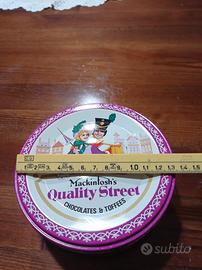 Mackintosh's
Quality Street
CHOCOLATES & TOFFEES
subito